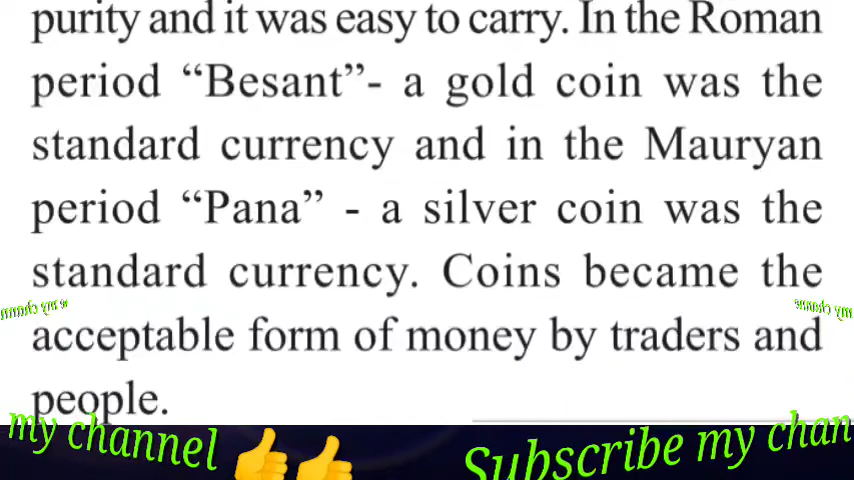 purity and it was easy to carry. In the Roman
period “Besant”- a gold coin was the
standard currency and in the Mauryan
period “Pana” - a silver coin was the
standard currency. Coins became the
acceptable form of money by traders and
people.
my channel
Subscribe my chan